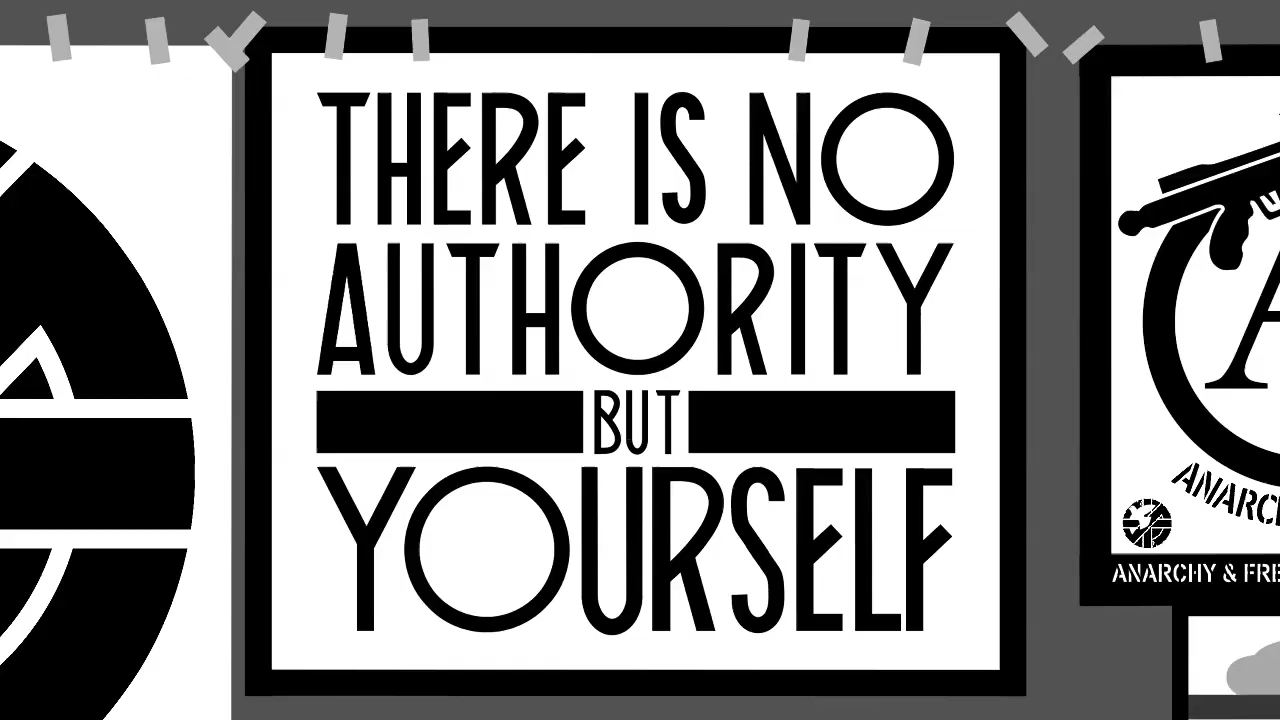 THERE IS NO
AUTHORITY
BUT
YOURSELF
ANARCHY & FRE